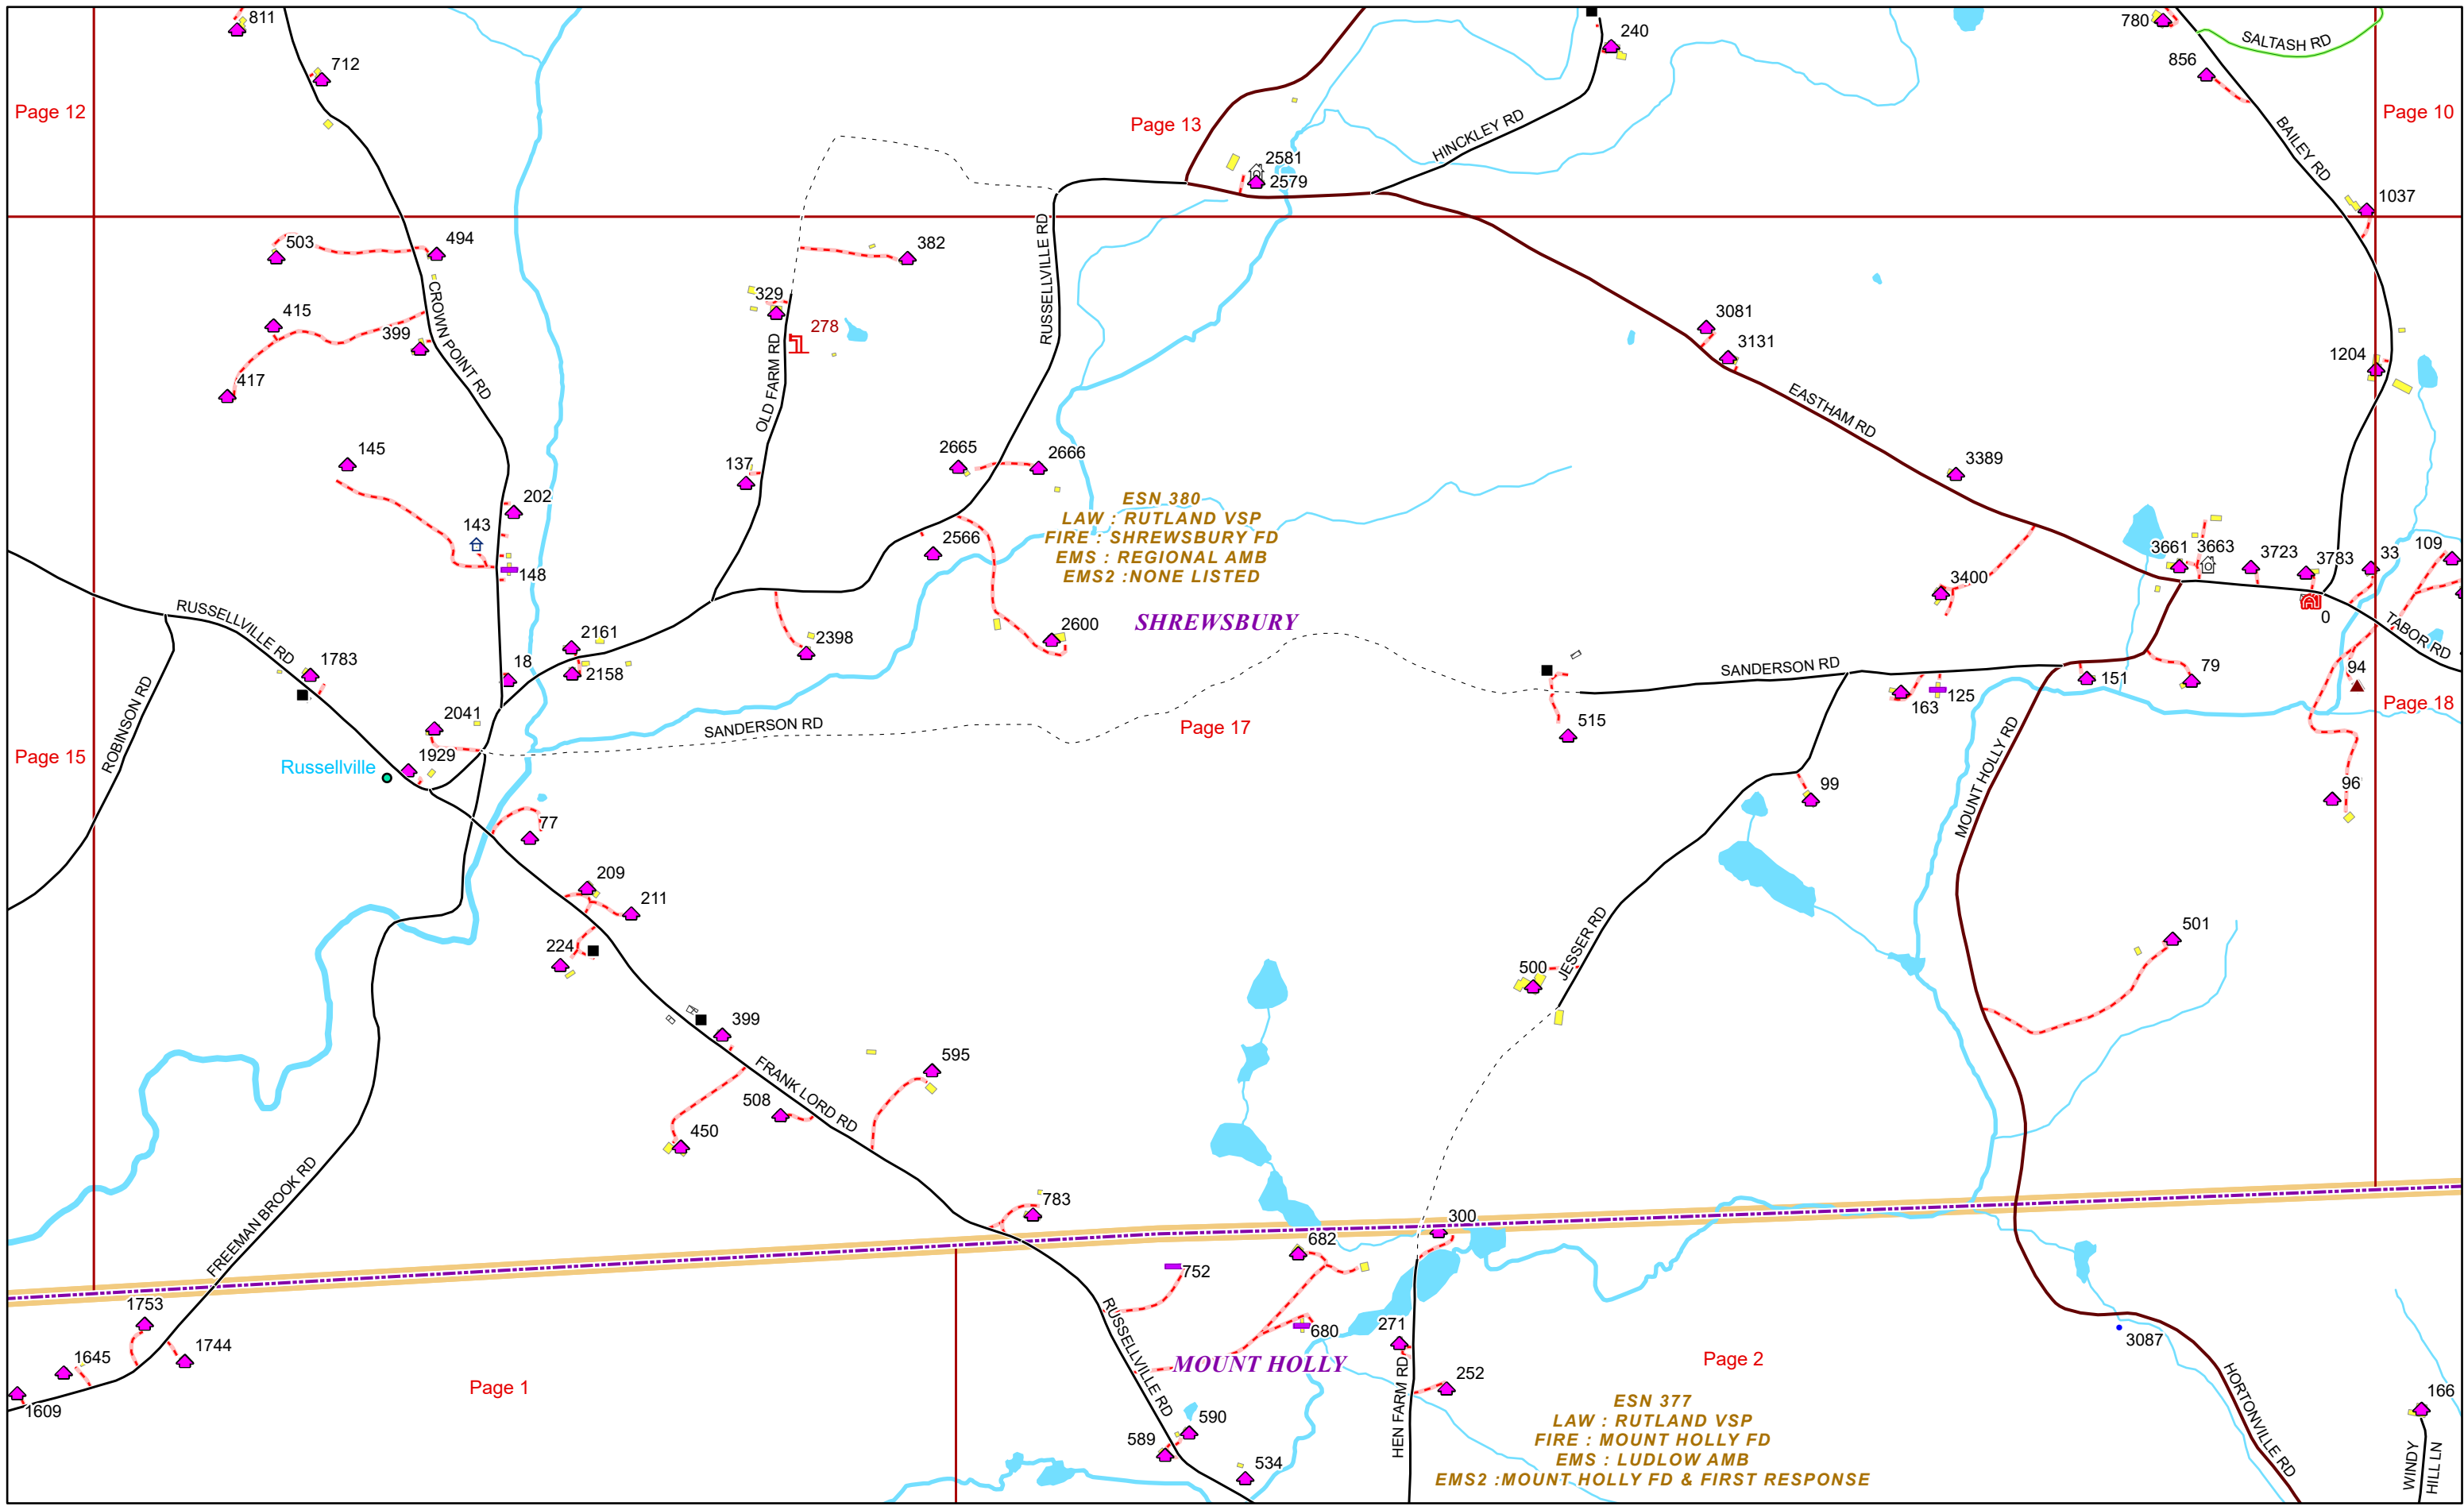 811
712
240
780
SALTASH RD
856
Page 12
Page 13
Page 10
HINCKLEY RD
BAILEY RD
2581
2579
1037
503
494
382
RUSSELLVILLE RD
415
399
CROWN POINT RD
417
329
278
OLD FARM RD
3081
3131
1204
EASTHAM RD
145
137
2665
2666
3389
202
143
148
2566
ESN 380
LAW : RUTLAND VSP
FIRE : SHREWSBURY FD
EMS : REGIONAL AMB
EMS2 :NONE LISTED
3661
3663
3723
3783
33
109
3400
0
TABOR RD
RUSSELLVILLE RD
SHREWSBURY
2161
2398
2600
18
2158
1783
SANDERSON RD
151
79
94
163
125
ROBINSON RD
2041
SANDERSON RD
Page 17
515
Page 18
Page 15
1929
Russellville
MOUNT HOLLY RD
99
96
77
209
211
224
501
JESSER RD
500
399
595
FRANK LORD RD
508
450
783
FREEMAN BROOK RD
300
682
752
1753
680
271
3087
RUSSELLVILLE RD
MOUNT HOLLY
1645
1744
Page 1
Page 2
1609
HEN FARM RD
252
HORTONVILLE RD
166
590
589
534
ESN 377
LAW : RUTLAND VSP
FIRE : MOUNT HOLLY FD
EMS : LUDLOW AMB
EMS2 :MOUNT HOLLY FD & FIRST RESPONSE
WINDY
HILL LN